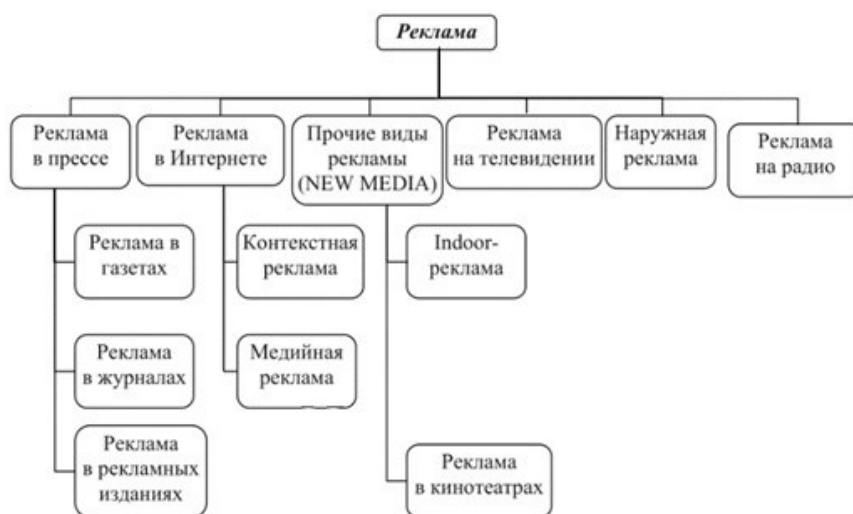 Реклама
Реклама
в прессе
Реклама
в Интернете
Прочие виды
рекламы
(NEW MEDIA)
Реклама
на телевидении
Наружная
реклама
Реклама
на радио
Реклама в
газетах
Контекстная
реклама
Indoor-
реклама
Реклама
в журналах
Медийная
реклама
Реклама
в рекламных
изданиях
Реклама
в кинотеатрах